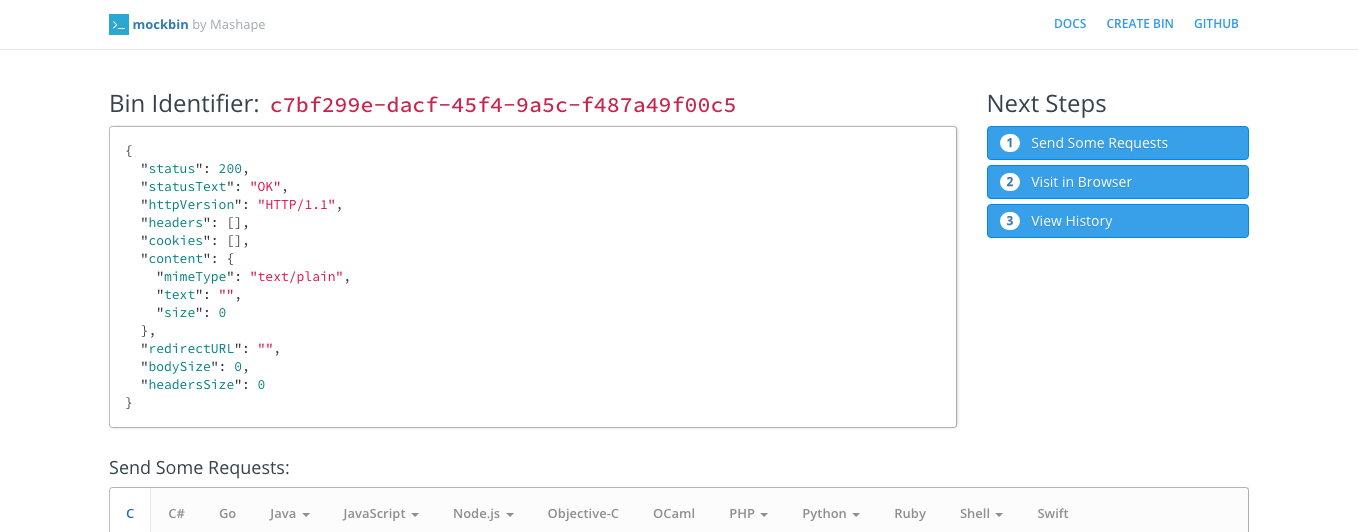 >_ mockbin by Mashape
DOCS CREATE BIN GITHUB
Bin Identifier: c7bf299e-dacf-45f4-9a5c-f487a49f00c5
{
  "status": 200,
  "statusText": "OK",
  "httpVersion": "HTTP/1.1",
  "headers": [],
  "cookies": [],
  "content": {
    "mimeType": "text/plain",
    "text": "",
    "size": 0
  },
  "redirectURL": "",
  "bodySize": 0,
  "headersSize": 0
}
Next Steps
1 Send Some Requests
2 Visit in Browser
3 View History
Send Some Requests:
C C# Go Java JavaScript Node.js Objective-C OCaml PHP Python Ruby Shell Swift